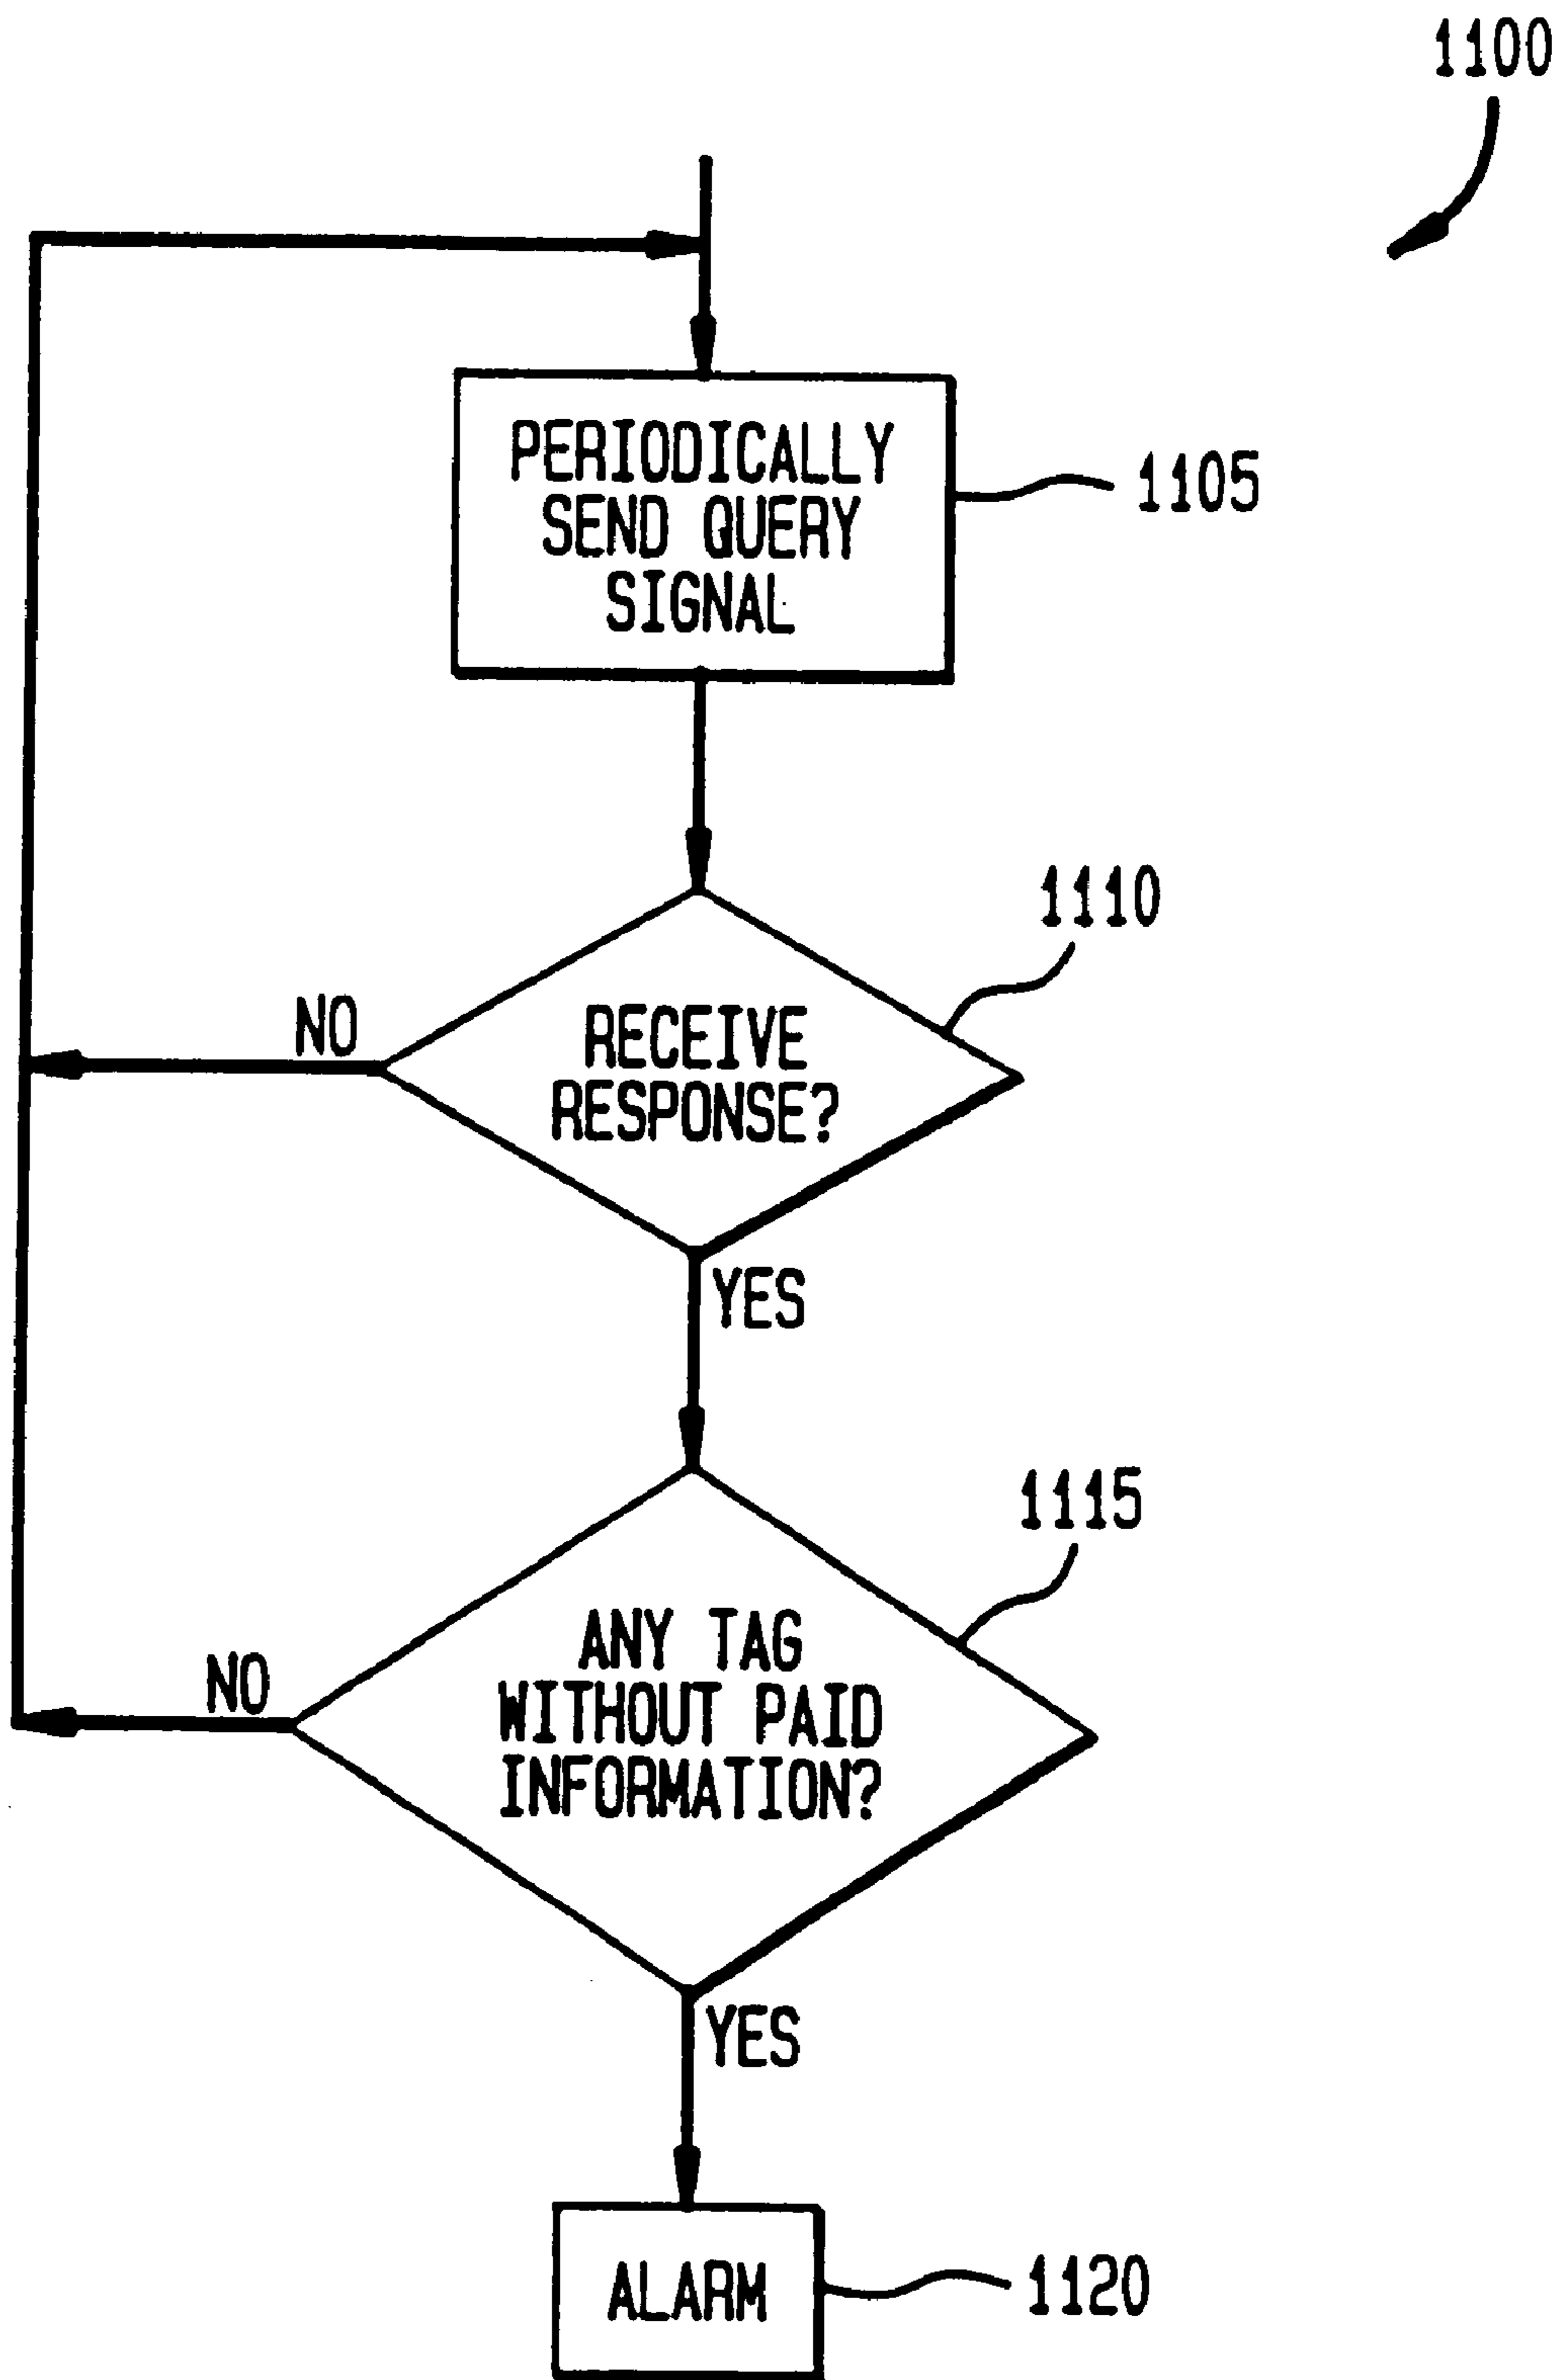 1100
PERIODICALLY
SEND QUERY
SIGNAL
1105
1110
NO
RECEIVE
RESPONSE?
YES
1115
NO
ANY TAG
WITHOUT PAID
INFORMATION?
YES
ALARM
1120